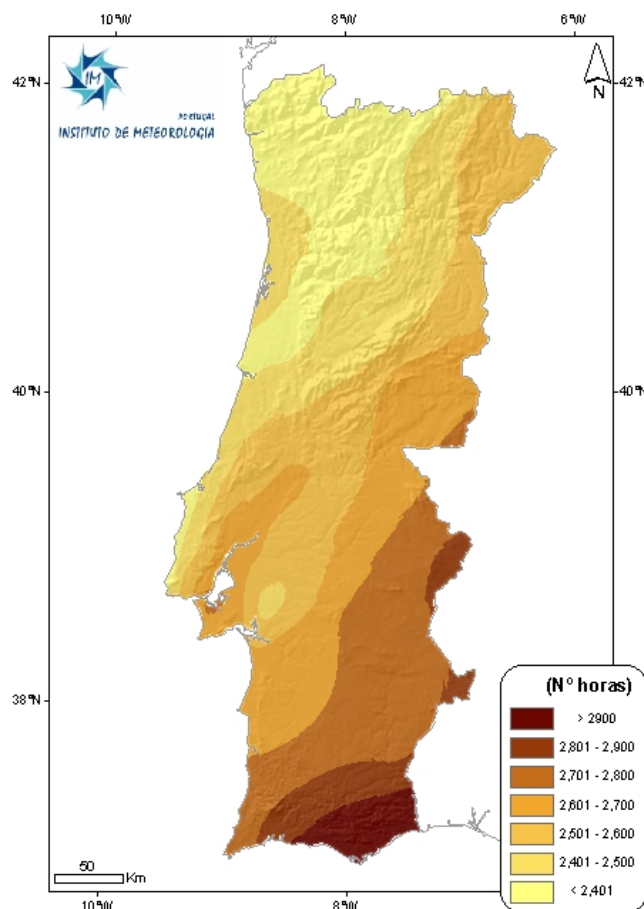 10°W 8°W 6°W
42°N 42°N
IM
PORTUGAL
INSTITUTO DE METEOROLOGIA
N
40°N 40°N
38°N
(Nº horas)
> 2900
2,801 - 2,900
2,701 - 2,800
2,601 - 2,700
2,501 - 2,600
2,401 - 2,500
< 2,401
50
Km
10°W 8°W